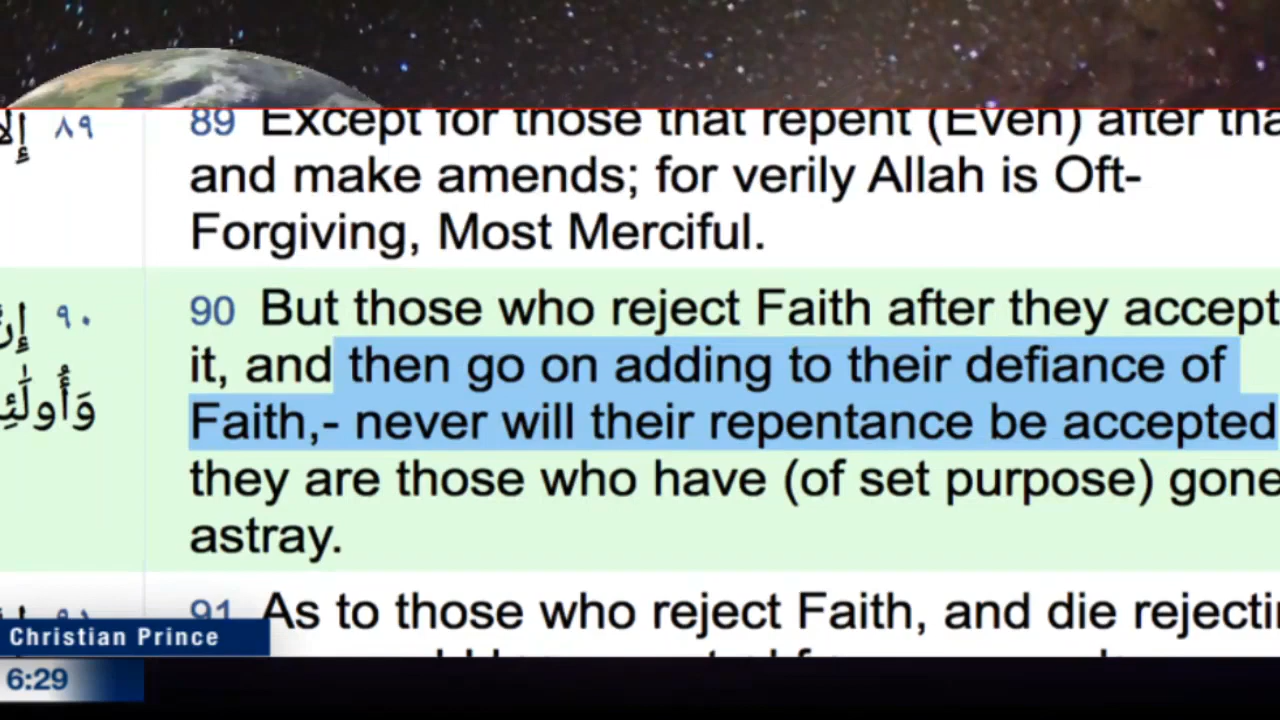 ٨٩ 89 Except for those that repent (Even) after
and make amends; for verily Allah is Oft-
Forgiving, Most Merciful.
٩٠ 90 But those who reject Faith after they accept
it, and then go on adding to their defiance of
وَأُولَٰئِ Faith,- never will their repentance be accepted
they are those who have (of set purpose) gone
astray.
91 As to those who reject Faith, and die
Christian Prince
6:29